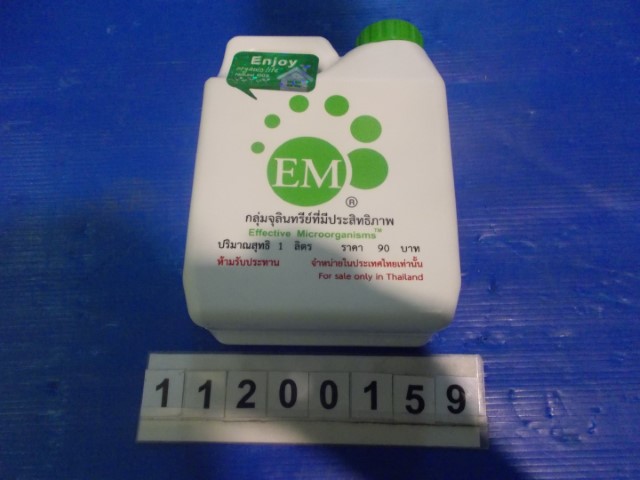 Enjoy
EM
®
กลุ่มจุลินทรีย์ที่มีประสิทธิภาพ
Effective Microorganisms™
ปริมาณสุทธิ 1 ลิตร ราคา 90 บาท
ห้ามรับประทาน จำหน่ายในประเทศไทยเท่านั้น
For sale only in Thailand
11200159